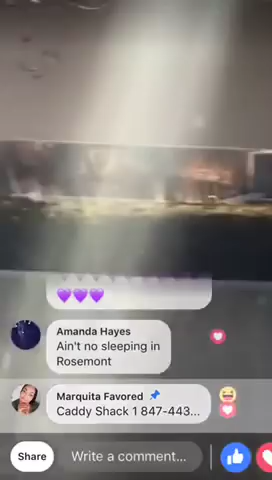 💜💜💜
Amanda Hayes
Ain't no sleeping in
Rosemont
Marquita Favored 📌
Caddy Shack 1 847-443...
Share
Write a comment...